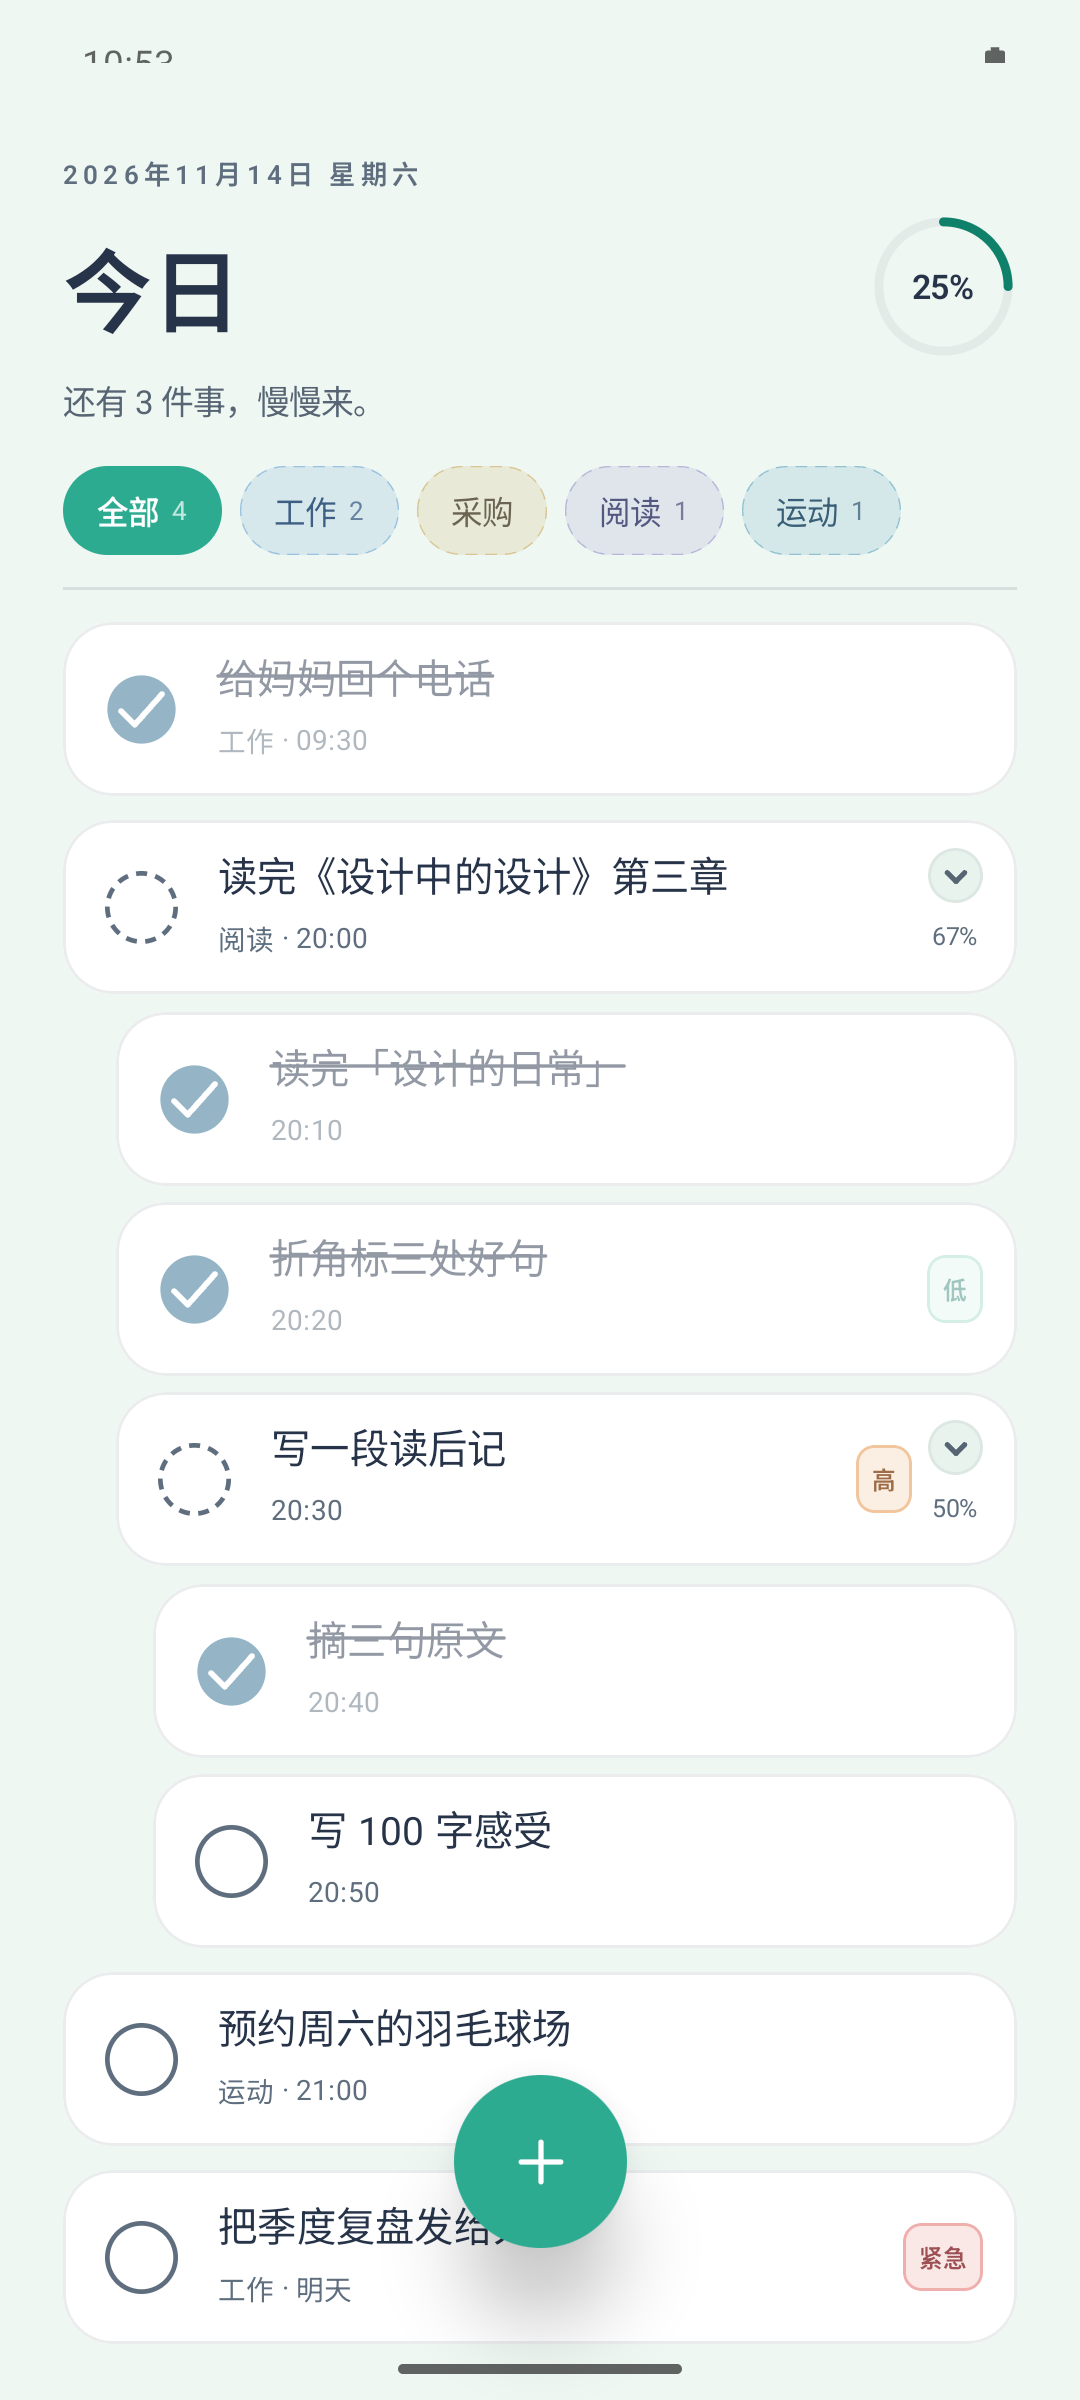 10:53
2026年11月14日 星期六
今日
25%
还有 3 件事，慢慢来。
全部 4 工作 2 采购 阅读 1 运动 1
给妈妈回个电话
工作 · 09:30
读完《设计中的设计》第三章
阅读 · 20:00
67%
读完「设计的日常」
20:10
折角标三处好句
20:20
低
写一段读后记
20:30
高
50%
摘三句原文
20:40
写 100 字感受
20:50
预约周六的羽毛球场
运动 · 21:00
把季度复盘发给
工作 · 明天
紧急